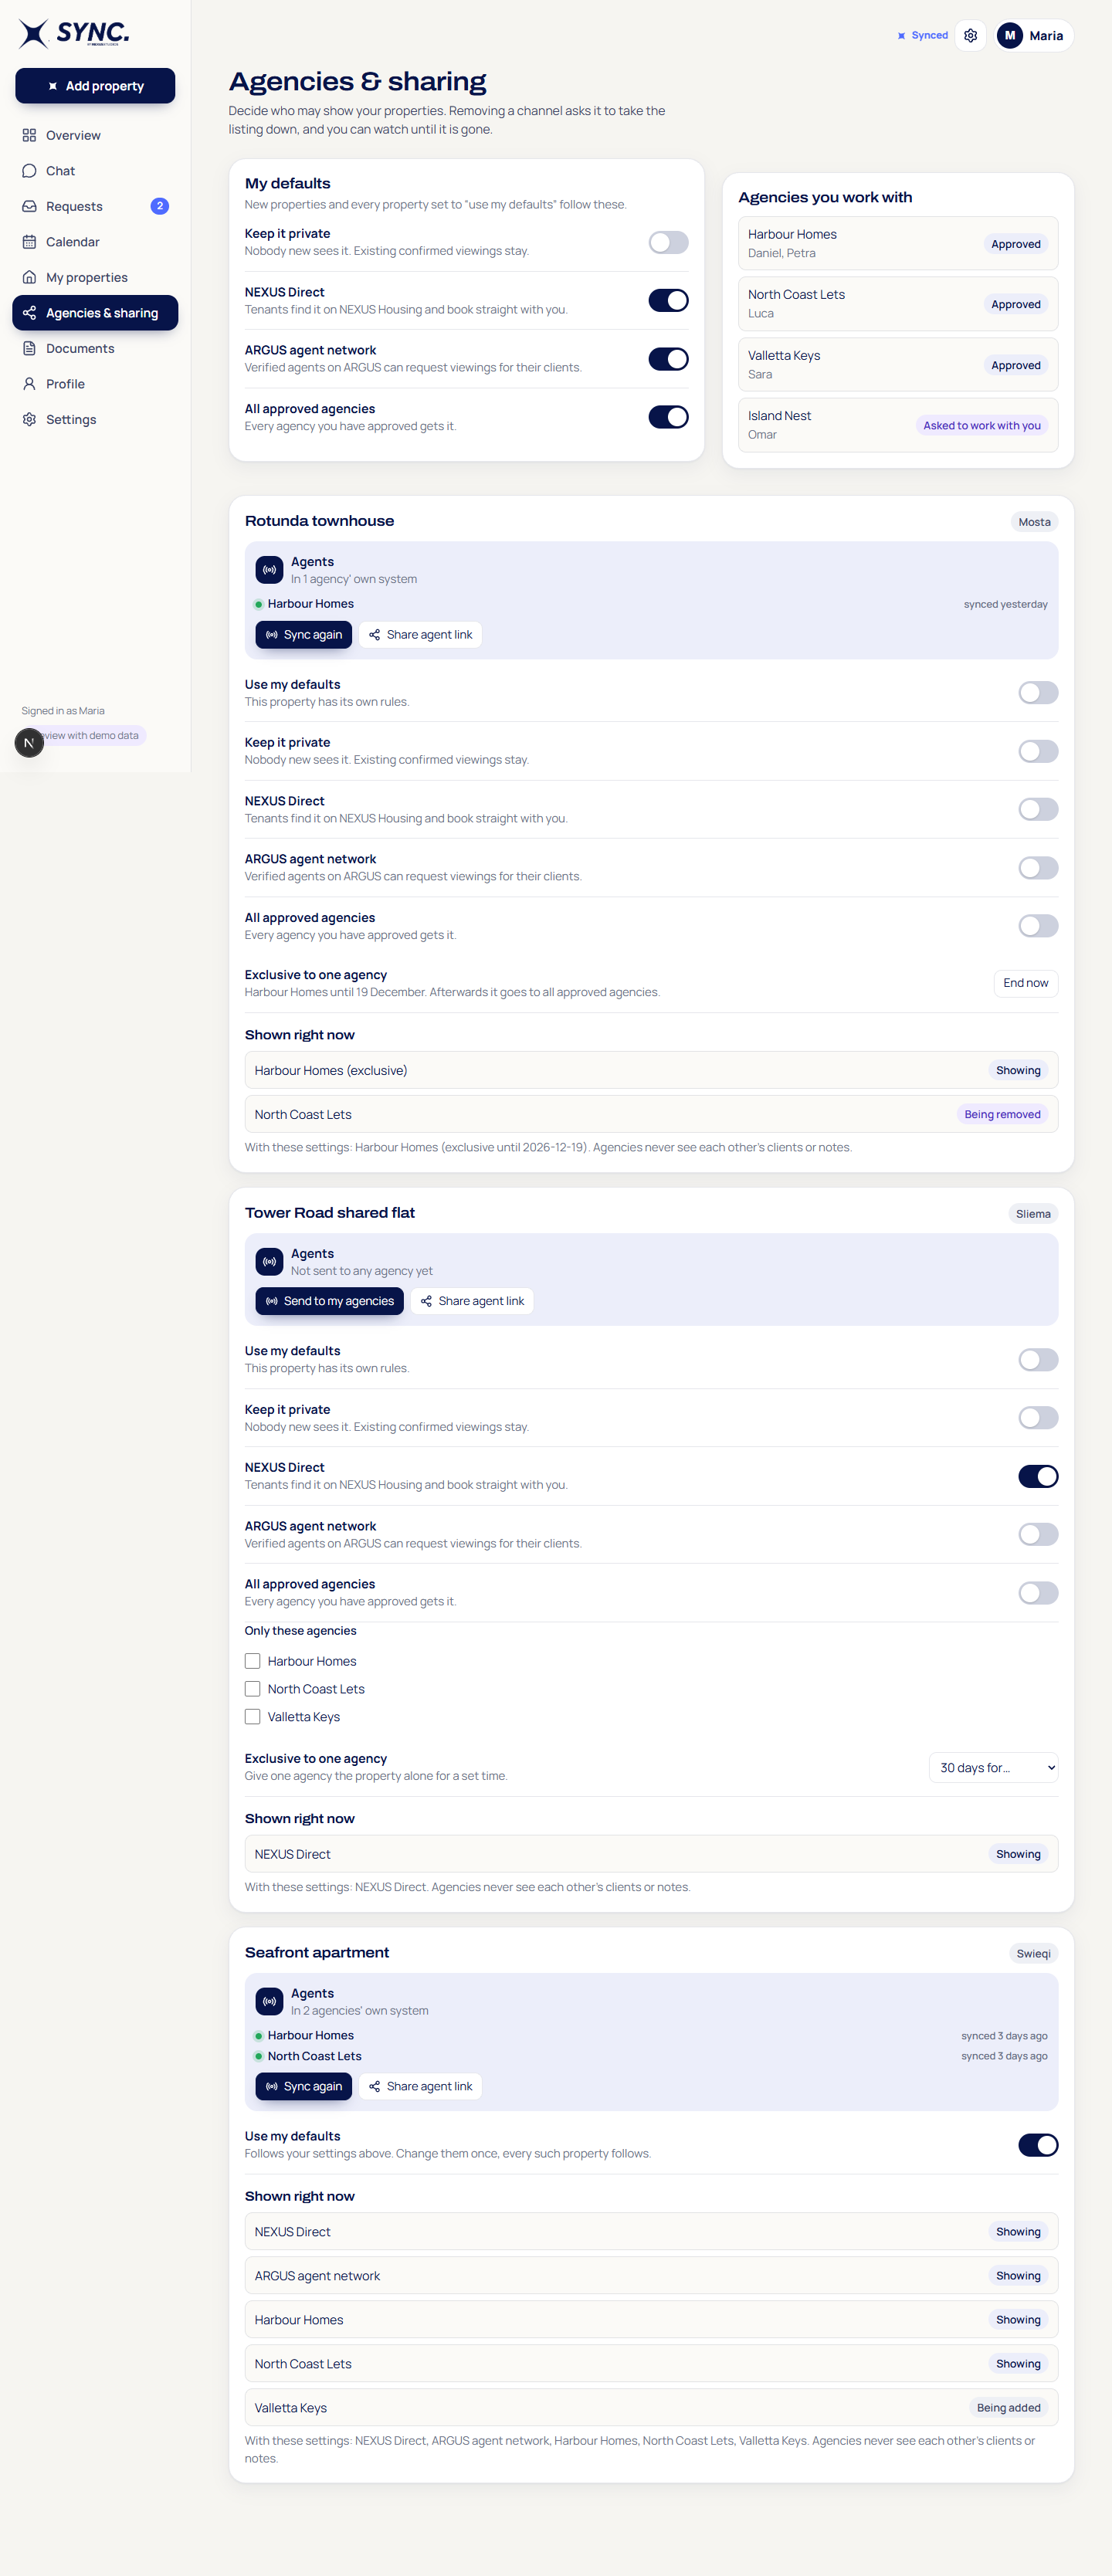 SYNC.
Add property
Overview
Chat
Requests 2
Calendar
My properties
Agencies & sharing
Documents
Profile
Settings
Signed in as Maria
view with demo data
N
Synced
M Maria
Agencies & sharing
Decide who may show your properties. Removing a channel asks it to take the
listing down, and you can watch until it is gone.
My defaults
New properties and every property set to "use my defaults" follow these.
Keep it private
Nobody new sees it. Existing confirmed viewings stay.
NEXUS Direct
Tenants find it on NEXUS Housing and book straight with you.
ARGUS agent network
Verified agents on ARGUS can request viewings for their clients.
All approved agencies
Every agency you have approved gets it.
Agencies you work with
Harbour Homes
Daniel, Petra
Approved
North Coast Lets
Luca
Approved
Valletta Keys
Sara
Approved
Island Nest
Omar
Asked to work with you
Rotunda townhouse
Mosta
Agents
In 1 agency' own system
Harbour Homes
synced yesterday
Sync again
Share agent link
Use my defaults
This property has its own rules.
Keep it private
Nobody new sees it. Existing confirmed viewings stay.
NEXUS Direct
Tenants find it on NEXUS Housing and book straight with you.
ARGUS agent network
Verified agents on ARGUS can request viewings for their clients.
All approved agencies
Every agency you have approved gets it.
Exclusive to one agency
Harbour Homes until 19 December. Afterwards it goes to all approved agencies.
End now
Shown right now
Harbour Homes (exclusive)
Showing
North Coast Lets
Being removed
With these settings: Harbour Homes (exclusive until 2026-12-19). Agencies never see each other's clients or notes.
Tower Road shared flat
Sliema
Agents
Not sent to any agency yet
Send to my agencies
Share agent link
Use my defaults
This property has its own rules.
Keep it private
Nobody new sees it. Existing confirmed viewings stay.
NEXUS Direct
Tenants find it on NEXUS Housing and book straight with you.
ARGUS agent network
Verified agents on ARGUS can request viewings for their clients.
All approved agencies
Every agency you have approved gets it.
Only these agencies
Harbour Homes
North Coast Lets
Valletta Keys
Exclusive to one agency
Give one agency the property alone for a set time.
30 days for...
Shown right now
NEXUS Direct
Showing
With these settings: NEXUS Direct. Agencies never see each other's clients or notes.
Seafront apartment
Swieqi
Agents
In 2 agencies' own system
Harbour Homes
synced 3 days ago
North Coast Lets
synced 3 days ago
Sync again
Share agent link
Use my defaults
Follows your settings above. Change them once, every such property follows.
Shown right now
NEXUS Direct
Showing
ARGUS agent network
Showing
Harbour Homes
Showing
North Coast Lets
Showing
Valletta Keys
Being added
With these settings: NEXUS Direct, ARGUS agent network, Harbour Homes, North Coast Lets, Valletta Keys. Agencies never see each other's clients or
notes.